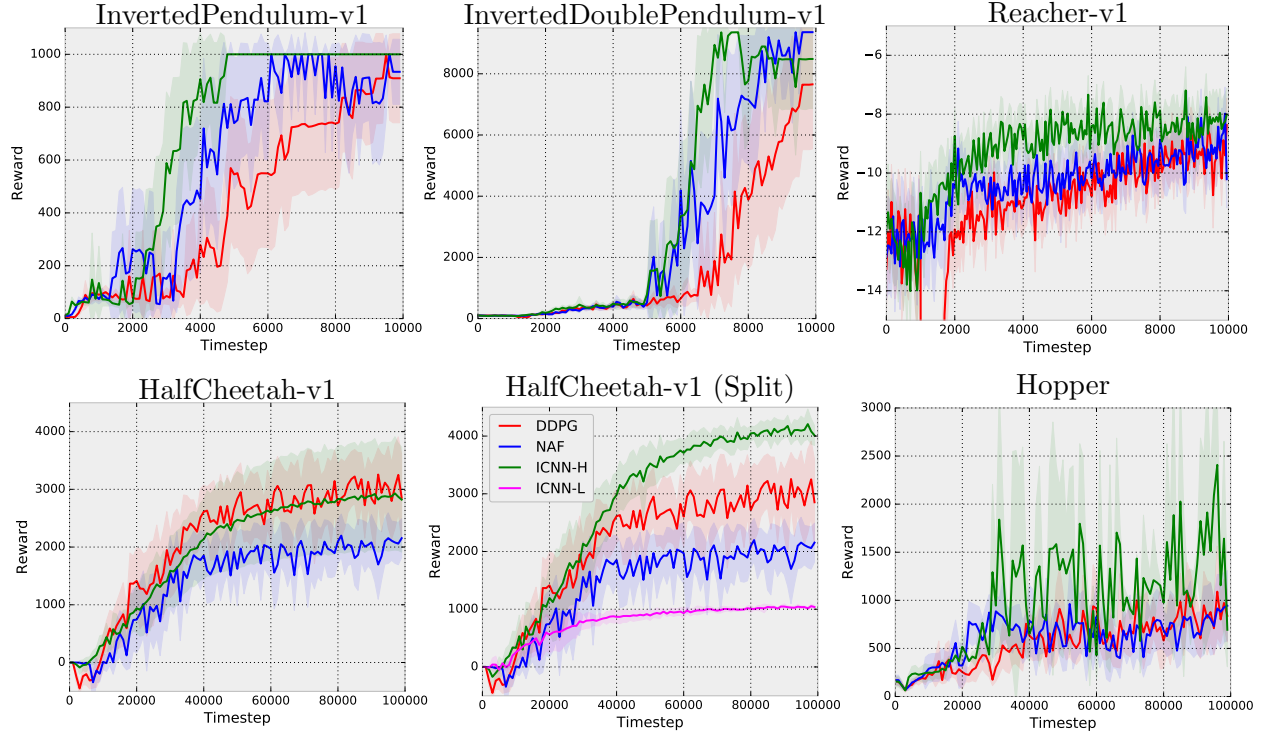 InvertedPendulum-v1
1000
800
600
400
200
0
0 2000 4000 6000 8000 10000
Reward
Timestep
InvertedDoublePendulum-v1
8000
6000
4000
2000
0
0 2000 4000 6000 8000 10000
Reward
Timestep
Reacher-v1
−6
−8
−10
−12
−14
0 2000 4000 6000 8000 10000
Reward
Timestep
HalfCheetah-v1
4000
3000
2000
1000
0
0 20000 40000 60000 80000 100000
Reward
Timestep
HalfCheetah-v1 (Split)
DDPG
NAF
ICNN-H
ICNN-L
4000
3000
2000
1000
0
0 20000 40000 60000 80000 100000
Reward
Timestep
Hopper
3000
2500
2000
1500
1000
500
0
0 20000 40000 60000 80000 100000
Reward
Timestep